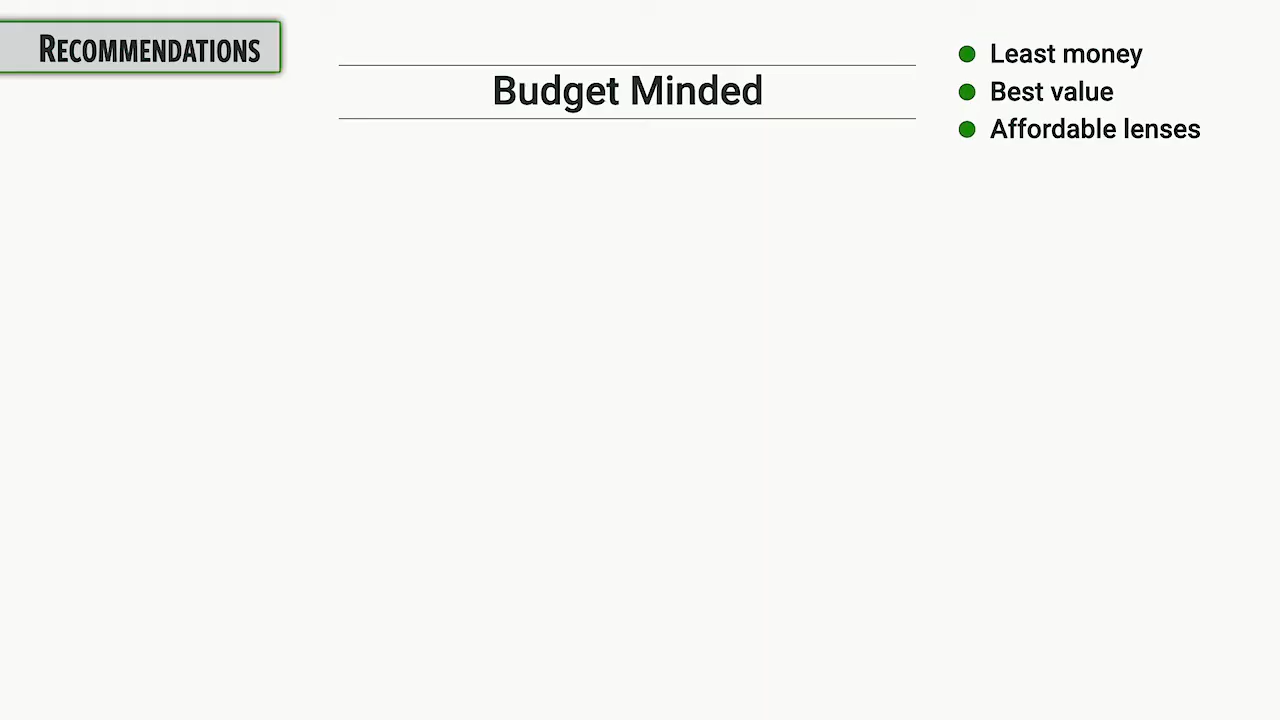 RECOMMENDATIONS
Budget Minded
Least money
Best value
Affordable lenses